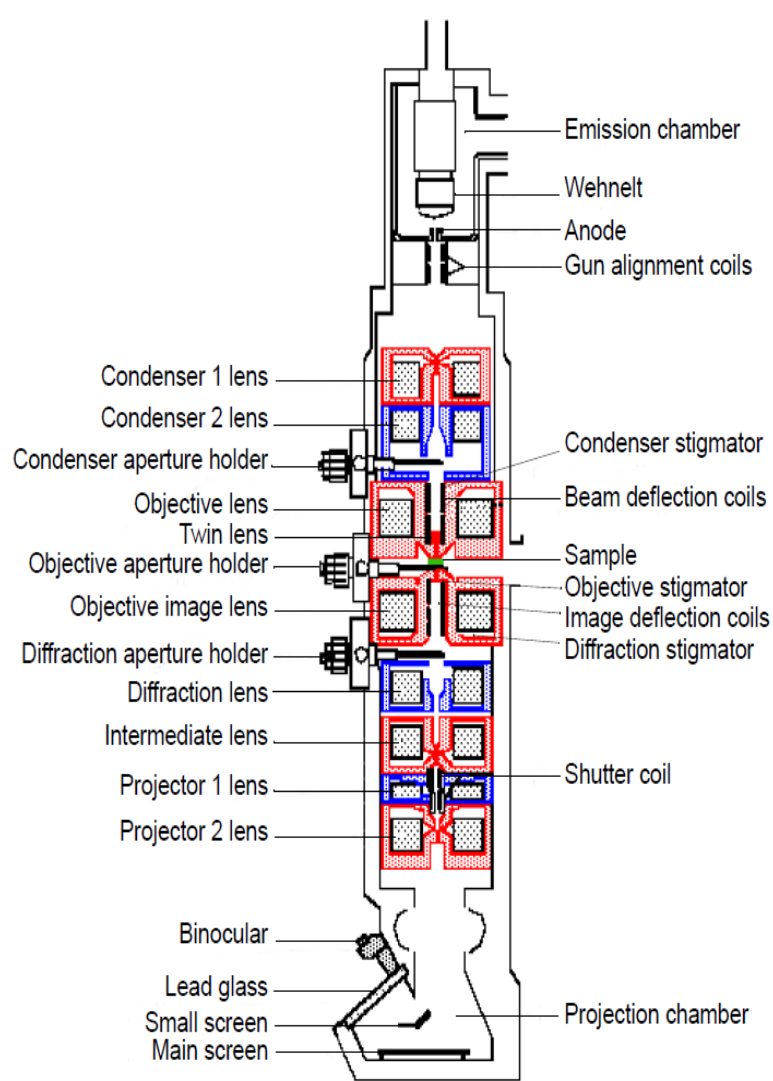 Emission chamber
Wehnelt
Anode
Gun alignment coils
Condenser 1 lens
Condenser 2 lens
Condenser aperture holder
Objective lens
Twin lens
Objective aperture holder
Objective image lens
Diffraction aperture holder
Diffraction lens
Intermediate lens
Projector 1 lens
Projector 2 lens
Condenser stigmator
Beam deflection coils
Sample
Objective stigmator
Image deflection coils
Diffraction stigmator
Shutter coil
Binocular
Lead glass
Small screen
Main screen
Projection chamber